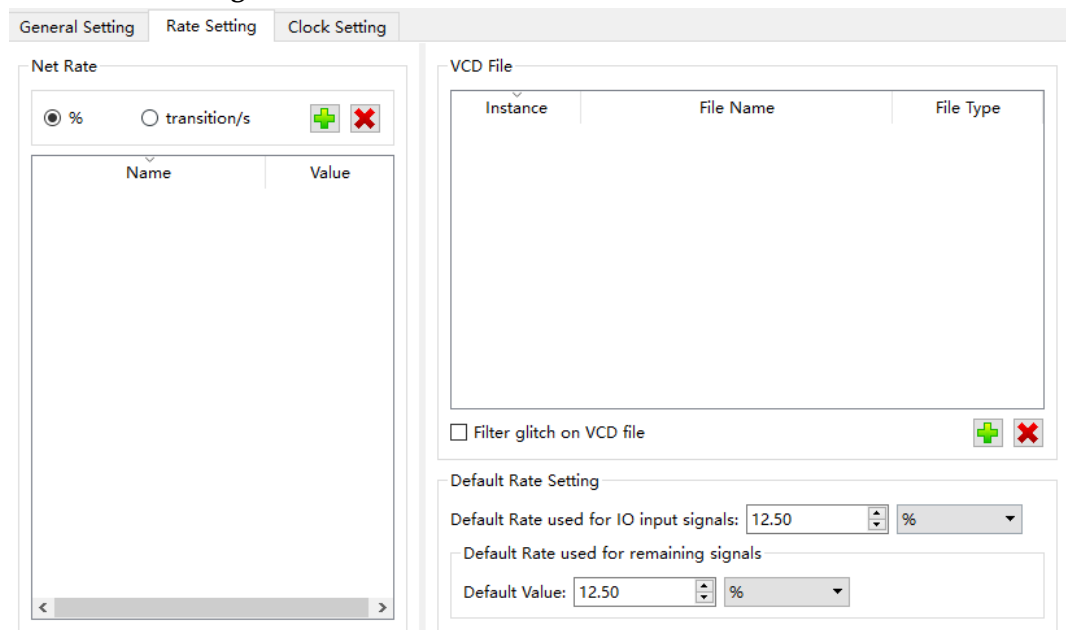 General Setting Rate Setting Clock Setting
Net Rate
% transition/s
Name Value
VCD File
Instance File Name File Type
Filter glitch on VCD file
Default Rate Setting
Default Rate used for IO input signals: 12.50 %
Default Rate used for remaining signals
Default Value: 12.50 %